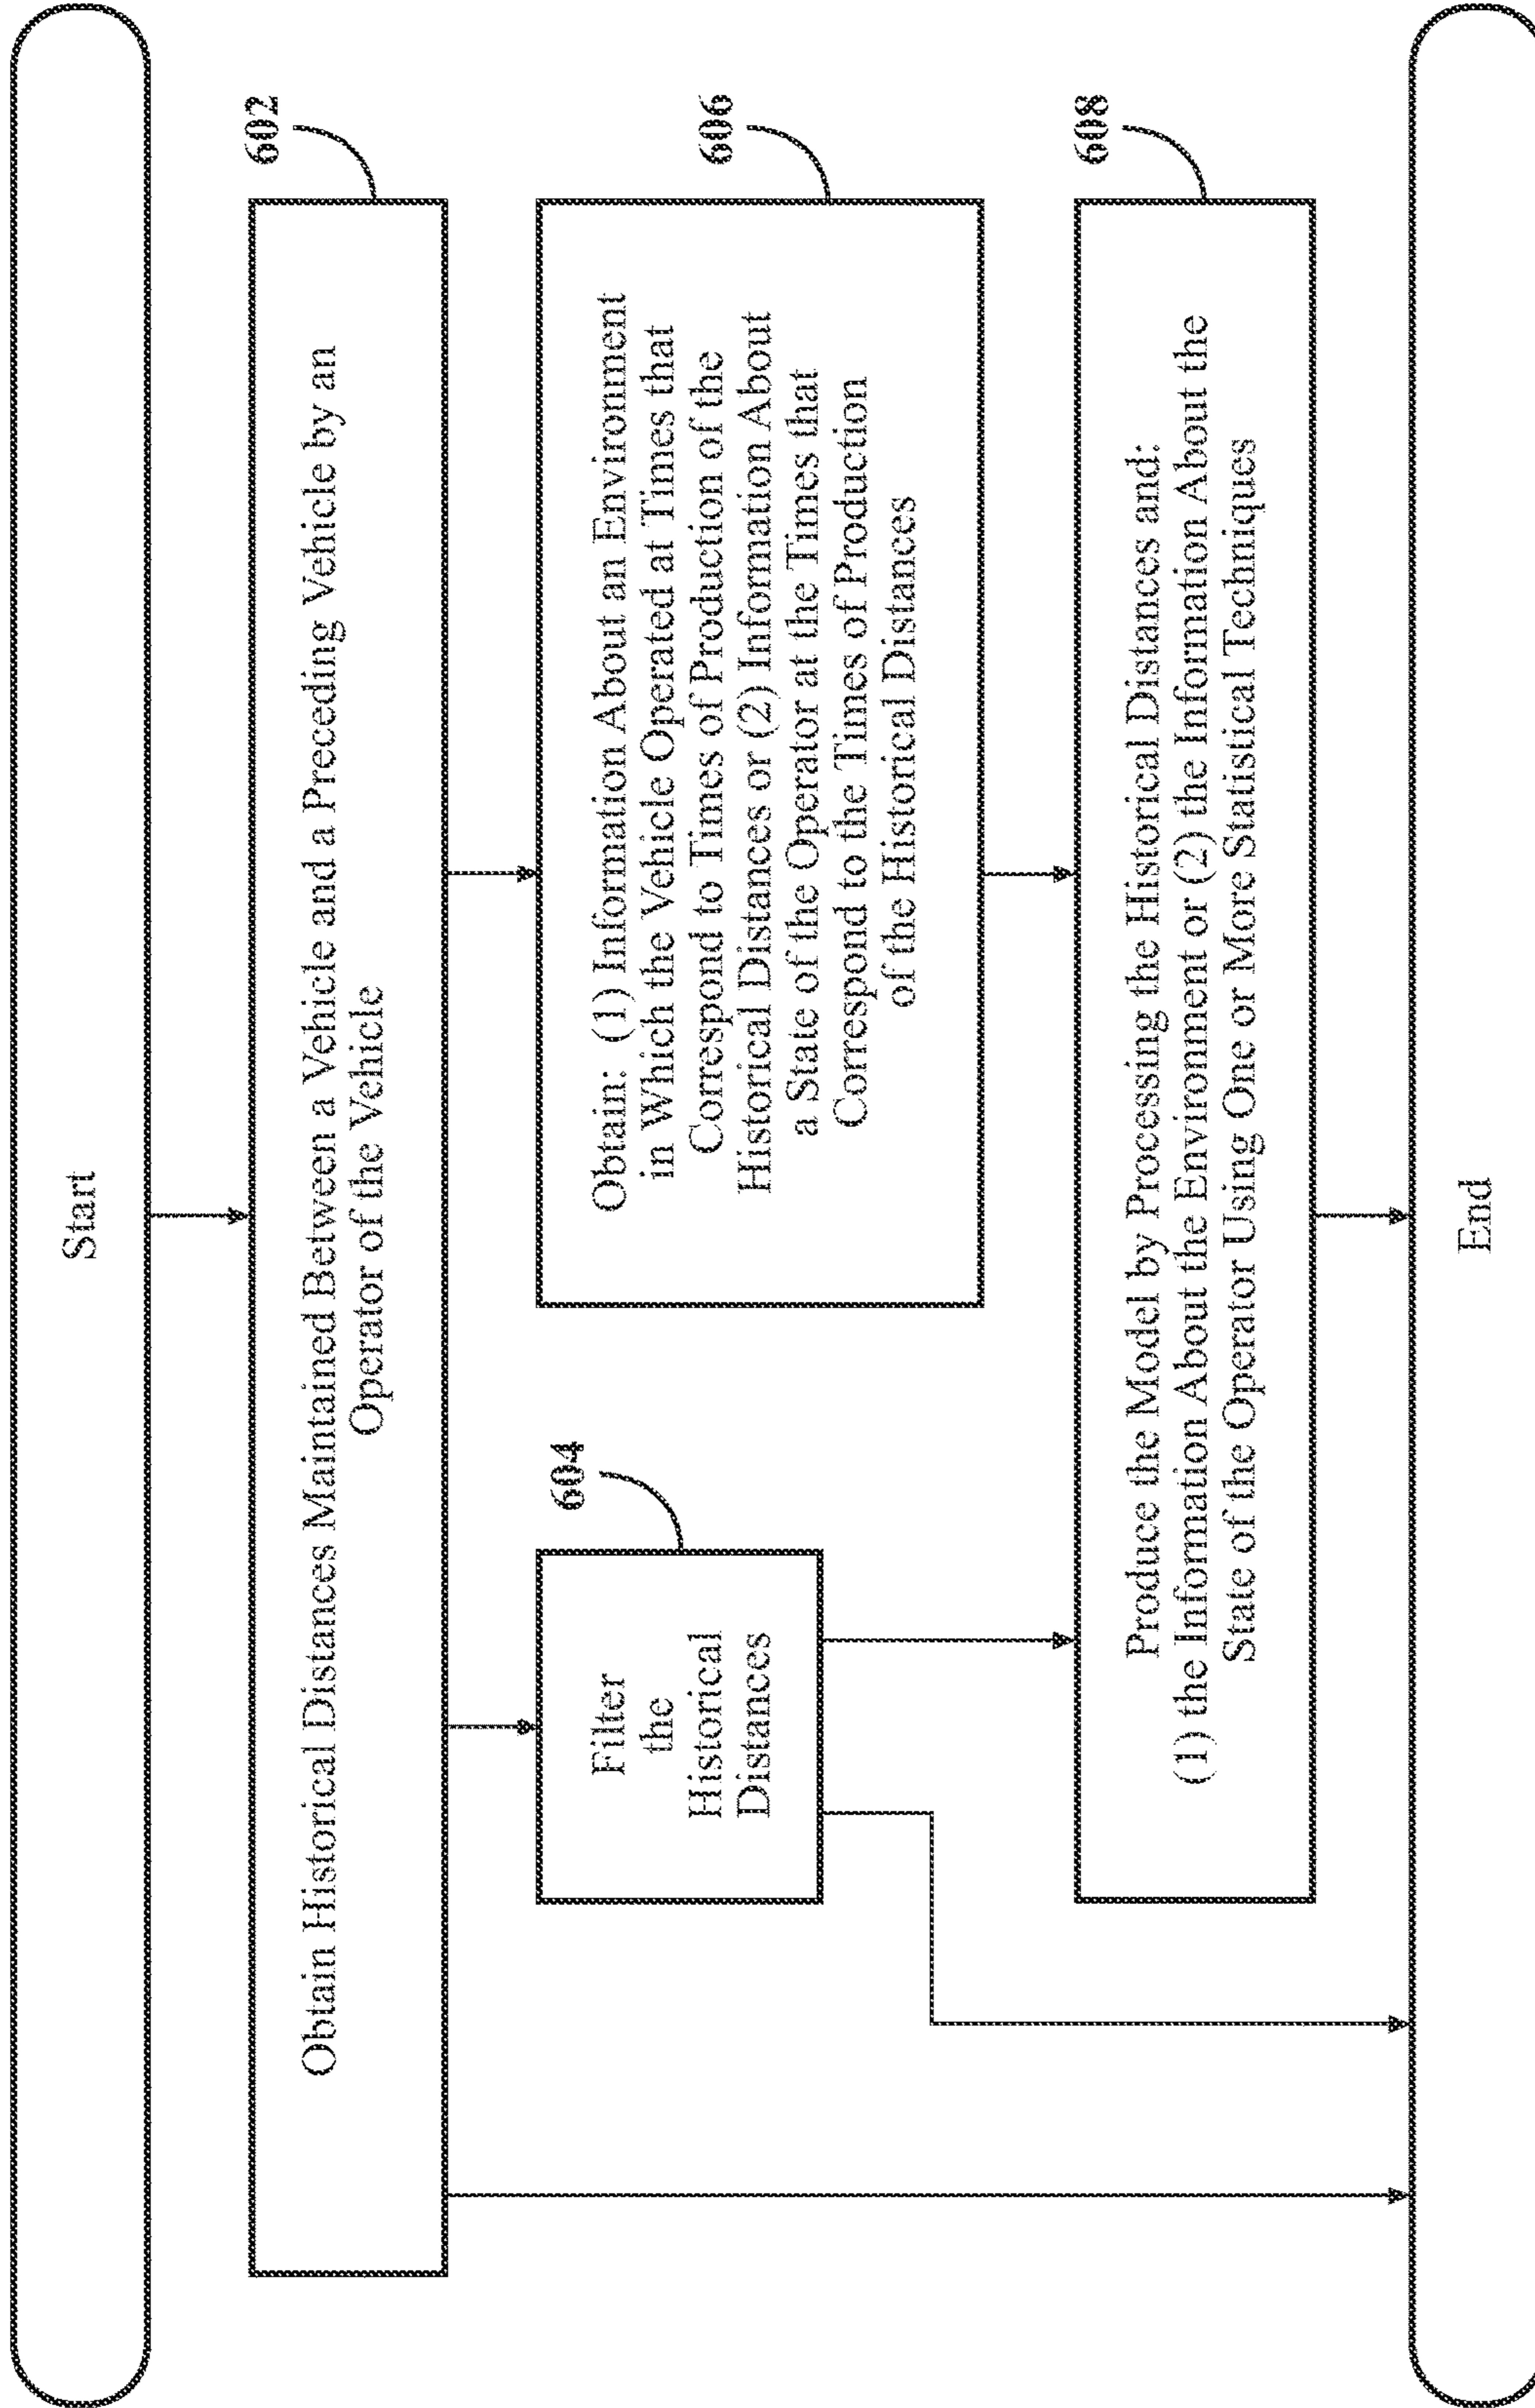 Start
602
Obtain Historical Distances Maintained Between a Vehicle and a Preceding Vehicle by an
Operator of the Vehicle
604
Filter
the
Historical
Distances
606
Obtain: (1) Information About an Environment
in Which the Vehicle Operated at Times that
Correspond to Times of Production of the
Historical Distances or (2) Information About
a State of the Operator at the Times that
Correspond to the Times of Production
of the Historical Distances
608
Produce the Model by Processing the Historical Distances and:
(1) the Information About the Environment or (2) the Information About the
State of the Operator Using One or More Statistical Techniques
End